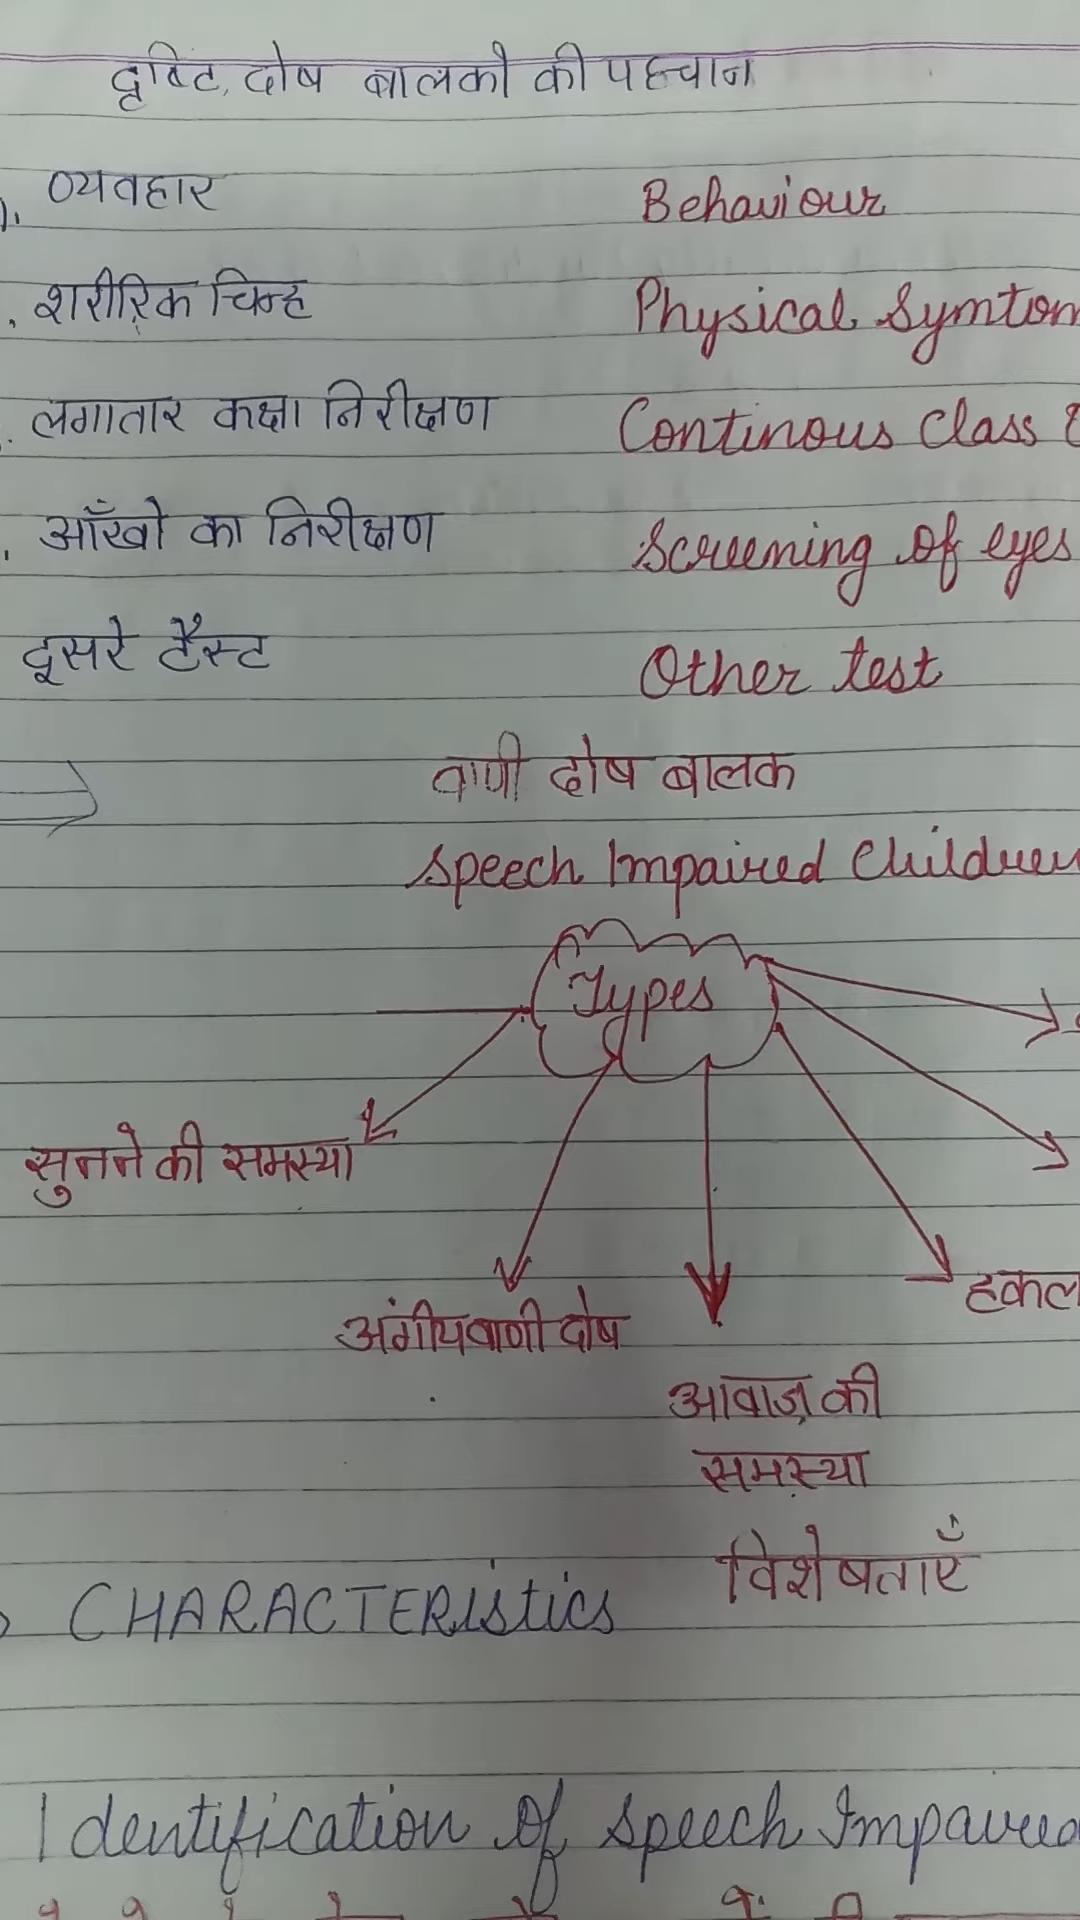 दृष्टि दोष बालको की पहचान
व्यवहार Behaviour
शरीरिक चिन्ह Physical Symtom
लगातार कक्षा निरीक्षण Continous Class
आँखो का निरीक्षण Screening of eyes
दूसरे टैस्ट Other test
वाणी दोष बालक
Speech Impaired Children
Types
सुनने की समस्या
हकल
अंगीयवाणी दोष
आवाज़ की
समस्या
विशेषताएँ
CHARACTERistics
Identification of Speech Impaired